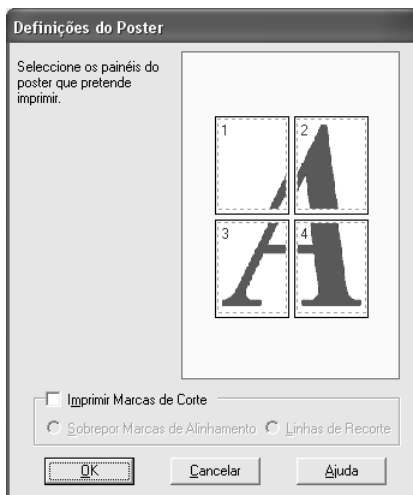 Definições do Poster
Seleccione os painéis do
poster que pretende
imprimir.
1
2
3
4
Imprimir Marcas de Corte
Sobrepor Marcas de Alinhamento
Linhas de Recorte
OK
Cancelar
Ajuda